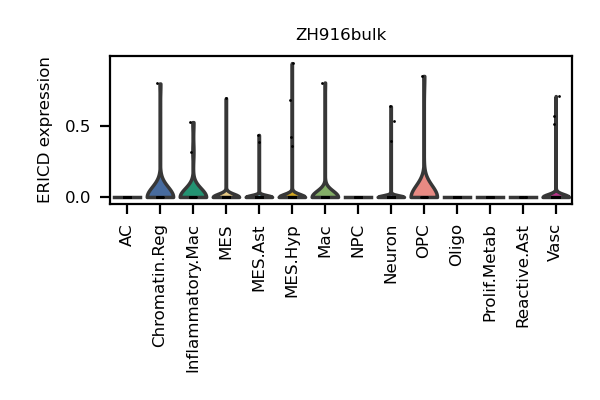 ZH916bulk
ERICD expression
0.5
0.0
AC
Chromatin.Reg
Inflammatory.Mac
MES
MES.Ast
MES.Hyp
Mac
NPC
Neuron
OPC
Oligo
Prolif.Metab
Reactive.Ast
Vasc